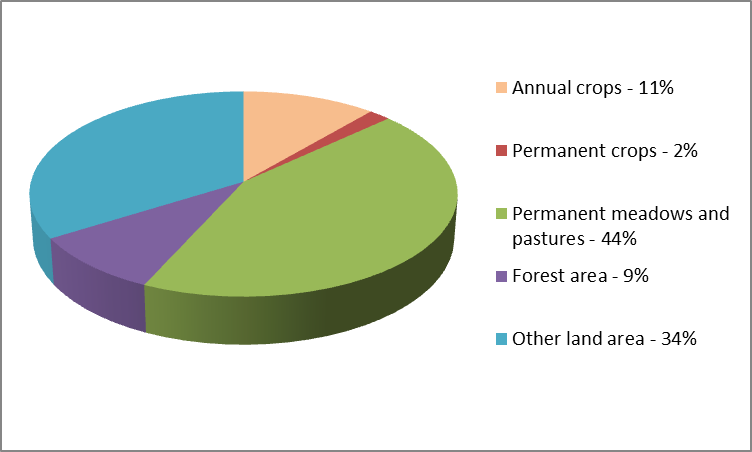 Annual crops - 11%
Permanent crops - 2%
Permanent meadows and
pastures - 44%
Forest area - 9%
Other land area - 34%